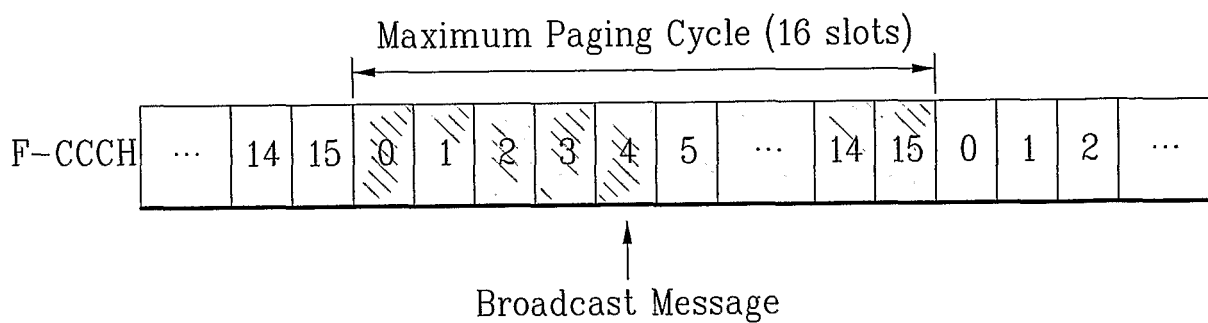 Maximum Paging Cycle (16 slots)
F-CCCH ... 14 15 0 1 2 3 4 5 ... 14 15 0 1 2 ...
Broadcast Message